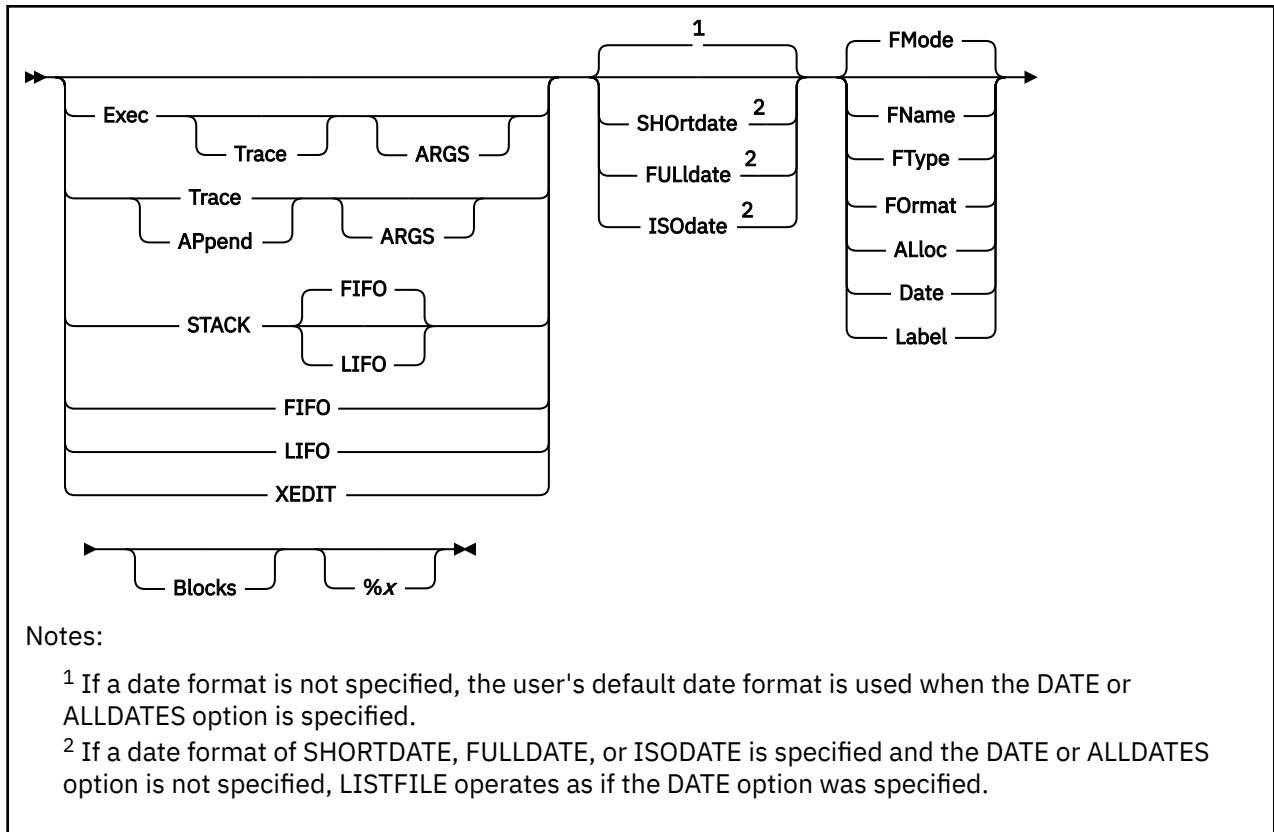 1
FMode
Exec
FName
SHOrtdate 2
Trace
ARGS
FType
FULldate 2
Trace
FOrmat
ISOdate 2
APpend
ARGS
ALloc
FIFO
Date
STACK
Label
LIFO
FIFO
LIFO
XEDIT
Blocks
%x
Notes:
1 If a date format is not specified, the user's default date format is used when the DATE or
ALLDATES option is specified.
2 If a date format of SHORTDATE, FULLDATE, or ISODATE is specified and the DATE or ALLDATES
option is not specified, LISTFILE operates as if the DATE option was specified.